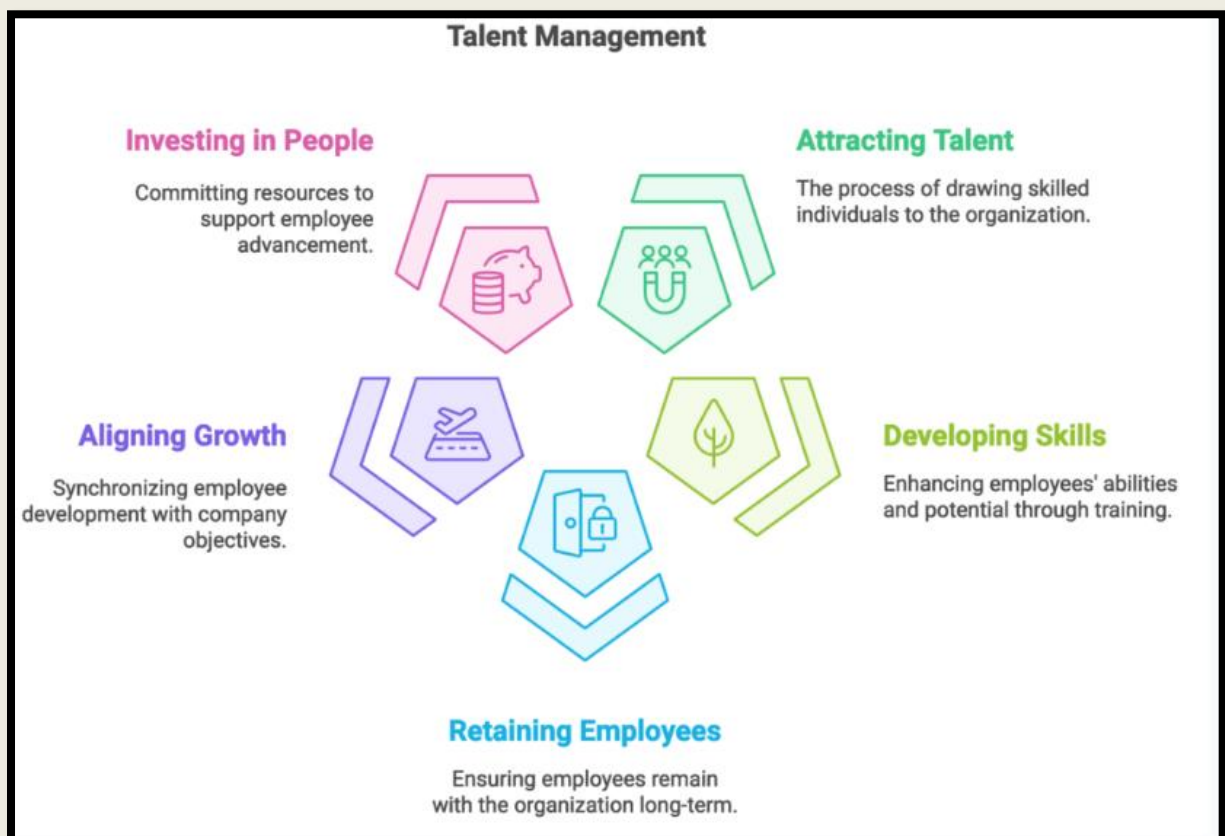 Talent Management
Investing in People
Committing resources to
support employee
advancement.
Attracting Talent
The process of drawing skilled
individuals to the organization.
Aligning Growth
Synchronizing employee
development with company
objectives.
Developing Skills
Enhancing employees' abilities
and potential through training.
Retaining Employees
Ensuring employees remain
with the organization long-term.